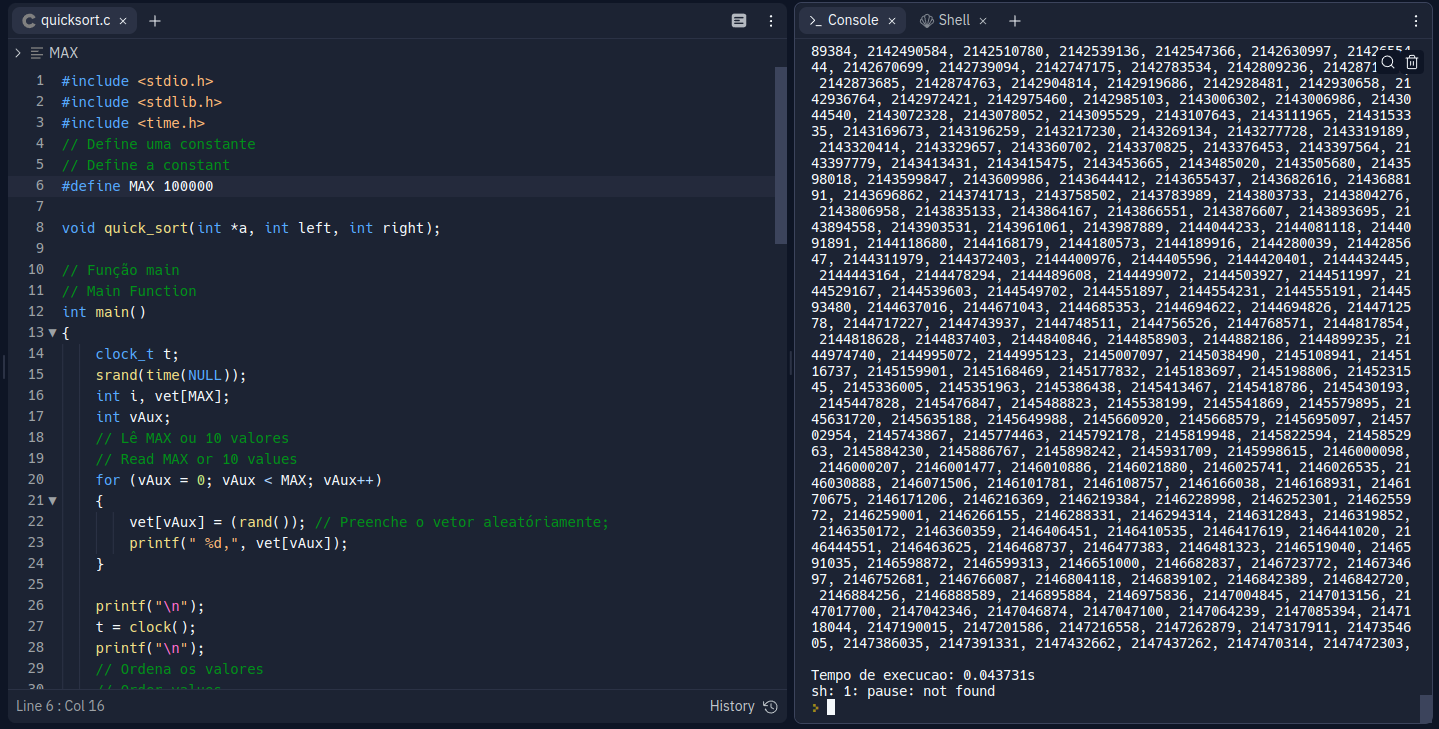 quicksort.c
MAX
1 #include <stdio.h>
2 #include <stdlib.h>
3 #include <time.h>
4 // Define uma constante
5 // Define a constant
6 #define MAX 100000
7
8 void quick_sort(int *a, int left, int right);
9
10 // Função main
11 // Main Function
12 int main()
13 {
14 clock_t t;
15 srand(time(NULL));
16 int i, vet[MAX];
17 int vAux;
18 // Lê MAX ou 10 valores
19 // Read MAX or 10 values
20 for (vAux = 0; vAux < MAX; vAux++)
21 {
22 vet[vAux] = (rand()); // Preenche o vetor aleatóriamente;
23 printf(" %d,", vet[vAux]);
24 }
25
26 printf("\n");
27 t = clock();
28 printf("\n");
29 // Ordena os valores
30 // Order values
Line 6 : Col 16
History
Console
Shell
89384, 2142490584, 2142510780, 2142539136, 2142547366, 2142630997,
44, 2142670699, 2142739094, 2142747175, 2142783534, 2142809236,
2142873685, 2142874763, 2142904814, 2142919686, 2142928481, 2142930658, 21
42936764, 2142972421, 2142975460, 2142985103, 2143006302, 2143006986, 21430
44540, 2143072328, 2143078052, 2143095529, 2143107643, 2143111965, 21431533
35, 2143169673, 2143196259, 2143217230, 2143269134, 2143277728, 2143319189,
2143320414, 2143329657, 2143360702, 2143370825, 2143376453, 2143397564, 21
43397779, 2143413431, 2143415475, 2143453665, 2143485020, 2143505680, 21435
98018, 2143599847, 2143609986, 2143644412, 2143655437, 2143682616, 21436881
91, 2143696862, 2143741713, 2143758502, 2143783989, 2143803733, 2143804276,
2143806958, 2143835133, 2143864167, 2143866551, 2143876607, 2143893695, 21
43894558, 2143903531, 2143961061, 2143987889, 2144044233, 2144081118, 21440
91891, 2144118680, 2144168179, 2144180573, 2144189916, 2144280039, 21442856
47, 2144311979, 2144372403, 2144400976, 2144405596, 2144420401, 2144432445,
2144443164, 2144478294, 2144489608, 2144499072, 2144503927, 2144511997, 21
44529167, 2144539603, 2144549702, 2144551897, 2144554231, 2144555191, 21445
93480, 2144637016, 2144671043, 2144685353, 2144694622, 2144694826, 21447125
78, 2144717227, 2144743937, 2144748511, 2144756526, 2144768571, 2144817854,
2144818628, 2144837403, 2144840846, 2144858903, 2144882186, 2144899235, 21
44974740, 2144995072, 2144995123, 2145007097, 2145038490, 2145108941, 21451
16737, 2145159901, 2145168469, 2145177832, 2145183697, 2145198806, 21452315
45, 2145336005, 2145351963, 2145386438, 2145413467, 2145418786, 2145430193,
2145447828, 2145476847, 2145488823, 2145538199, 2145541869, 2145579895, 21
45631720, 2145635188, 2145649988, 2145660920, 2145668579, 2145695097, 21457
02954, 2145743867, 2145774463, 2145792178, 2145819948, 2145822594, 21458529
63, 2145884230, 2145886767, 2145898242, 2145931709, 2145998615, 2146000098,
2146000207, 2146001477, 2146010886, 2146021880, 2146025741, 2146026535, 21
46030888, 2146071506, 2146101781, 2146108757, 2146166038, 2146168931, 21461
70675, 2146171206, 2146216369, 2146219384, 2146228998, 2146252301, 21462559
72, 2146259001, 2146266155, 2146288331, 2146294314, 2146312843, 2146319852,
2146350172, 2146360359, 2146406451, 2146410535, 2146417619, 2146441020, 21
46444551, 2146463625, 2146468737, 2146477383, 2146481323, 2146519040, 21465
91035, 2146598872, 2146599313, 2146651000, 2146682837, 2146723772, 21467346
97, 2146752681, 2146766087, 2146804118, 2146839102, 2146842389, 2146842720,
2146884256, 2146888589, 2146895884, 2146975836, 2147004845, 2147013156, 21
47017700, 2147042346, 2147046874, 2147047100, 2147064239, 2147085394, 21471
18044, 2147190015, 2147201586, 2147216558, 2147262879, 2147317911, 21473546
05, 2147386035, 2147391331, 2147432662, 2147437262, 2147470314, 2147472303,
Tempo de execucao: 0.043731s
sh: 1: pause: not found